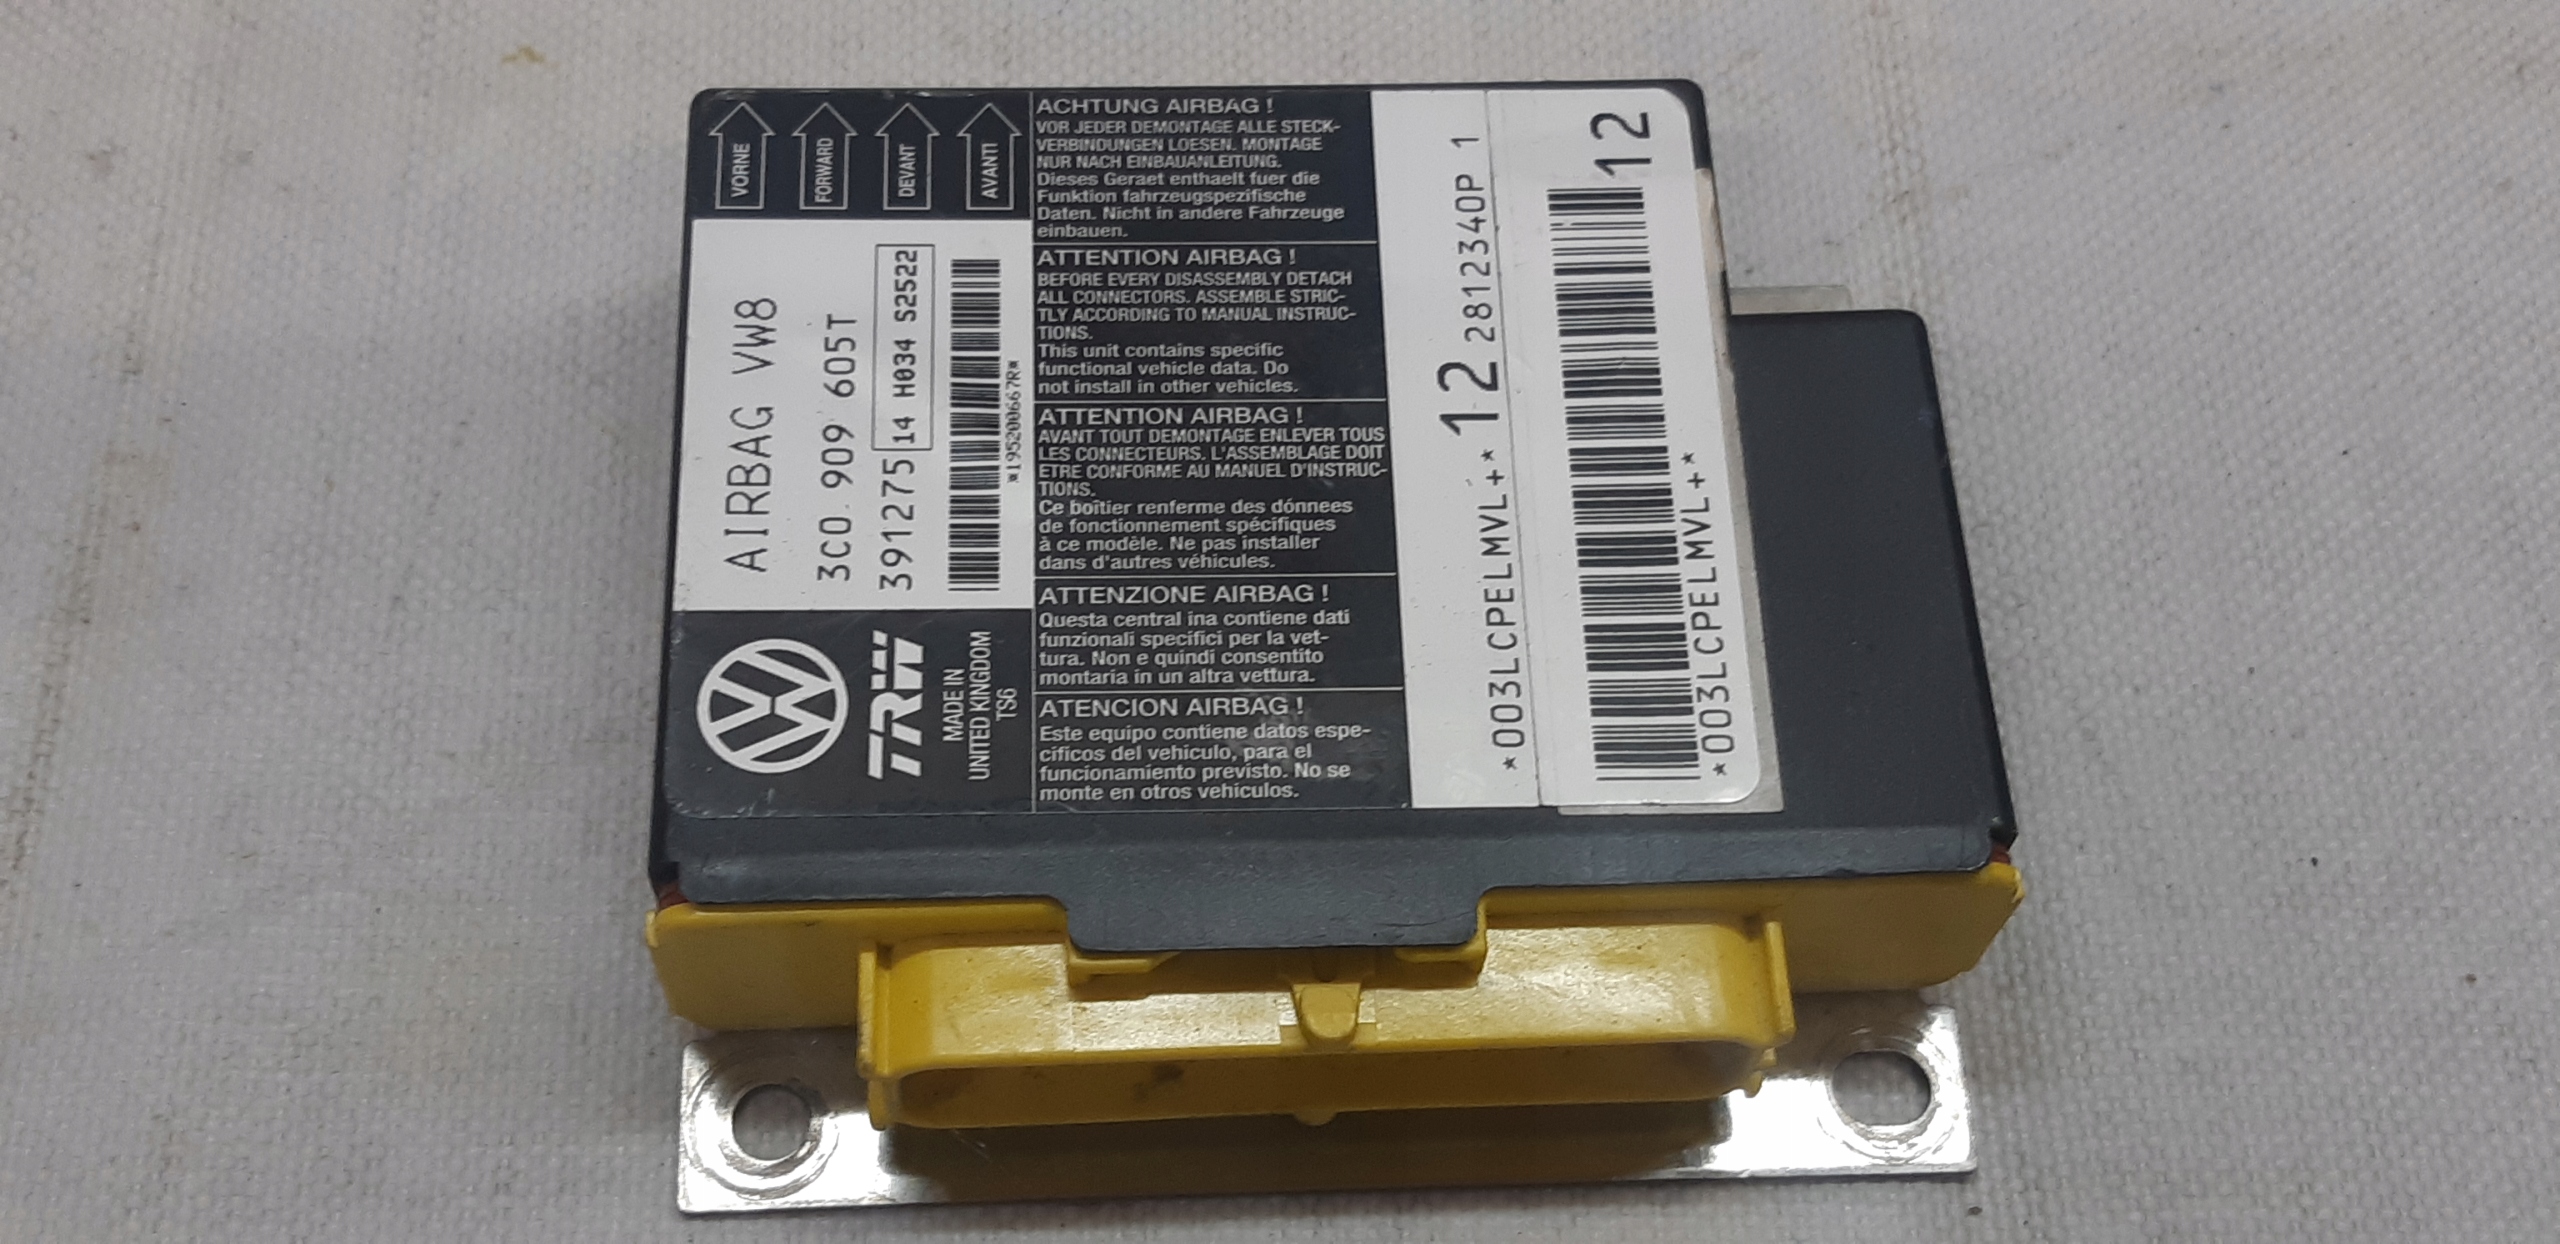 VORNE
FORWARD
DEVANT
AVANTI
AIRBAG VW8
3C0 909 605T
3912275 14 H034 S2522
*195200667R*
VW
TRW
MADE IN
UNITED KINGDOM
TS6
ACHTUNG AIRBAG !
VOR JEDER DEMONTAGE ALLE STECK-
VERBINDUNGEN LOESEN. MONTAGE
NUR NACH EINBAUANLEITUNG.
Dieses Geraet enthaelt fuer die
Funktion fahrzeugspezifische
Daten. Nicht in andere Fahrzeuge
einbauen.
ATTENTION AIRBAG !
BEFORE EVERY DISASSEMBLY DETACH
ALL CONNECTORS. ASSEMBLE STRIC-
TLY ACCORDING TO MANUAL INSTRUC-
TIONS.
This unit contains specific
functional vehicle data. Do
not install in other vehicles.
ATTENTION AIRBAG !
AVANT TOUT DEMONTAGE ENLEVER TOUS
LES CONNECTEURS. L'ASSEMBLAGE DOIT
ETRE CONFORME AU MANUEL D'INSTRUC-
TIONS.
Ce boîtier renferme des dónnees
de fonctionnement spécifiques
à ce modèle. Ne pas installer
dans d'autres véhicules.
ATTENZIONE AIRBAG !
Questa central ina contiene dati
funzionali specifici per la vet-
tura. Non e quindi consentito
montaria in un altra vettura.
ATENCION AIRBAG !
Este equipo contiene datos espe-
cificos del vehiculo, para el
funcionamiento previsto. No se
monte en otros vehiculos.
*003LCPELMVL+* 12 2812340P 1
12
*003LCPELMVL+*